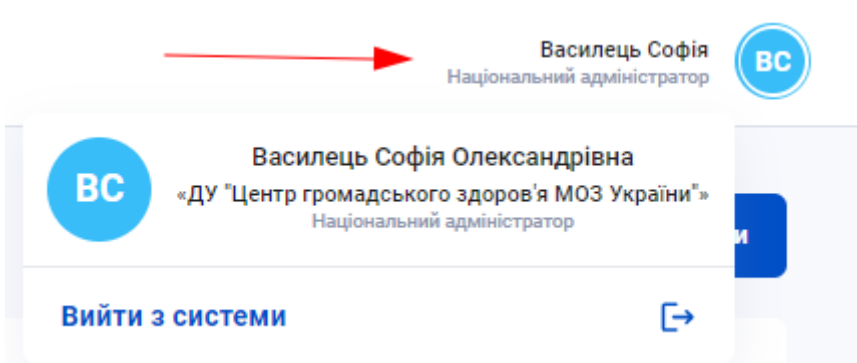 Василець Софія
Національний адміністратор
ВС
Василець Софія Олександрівна
ВС
«ДУ "Центр громадського здоров'я МОЗ України"»
Національний адміністратор
и
Вийти з системи